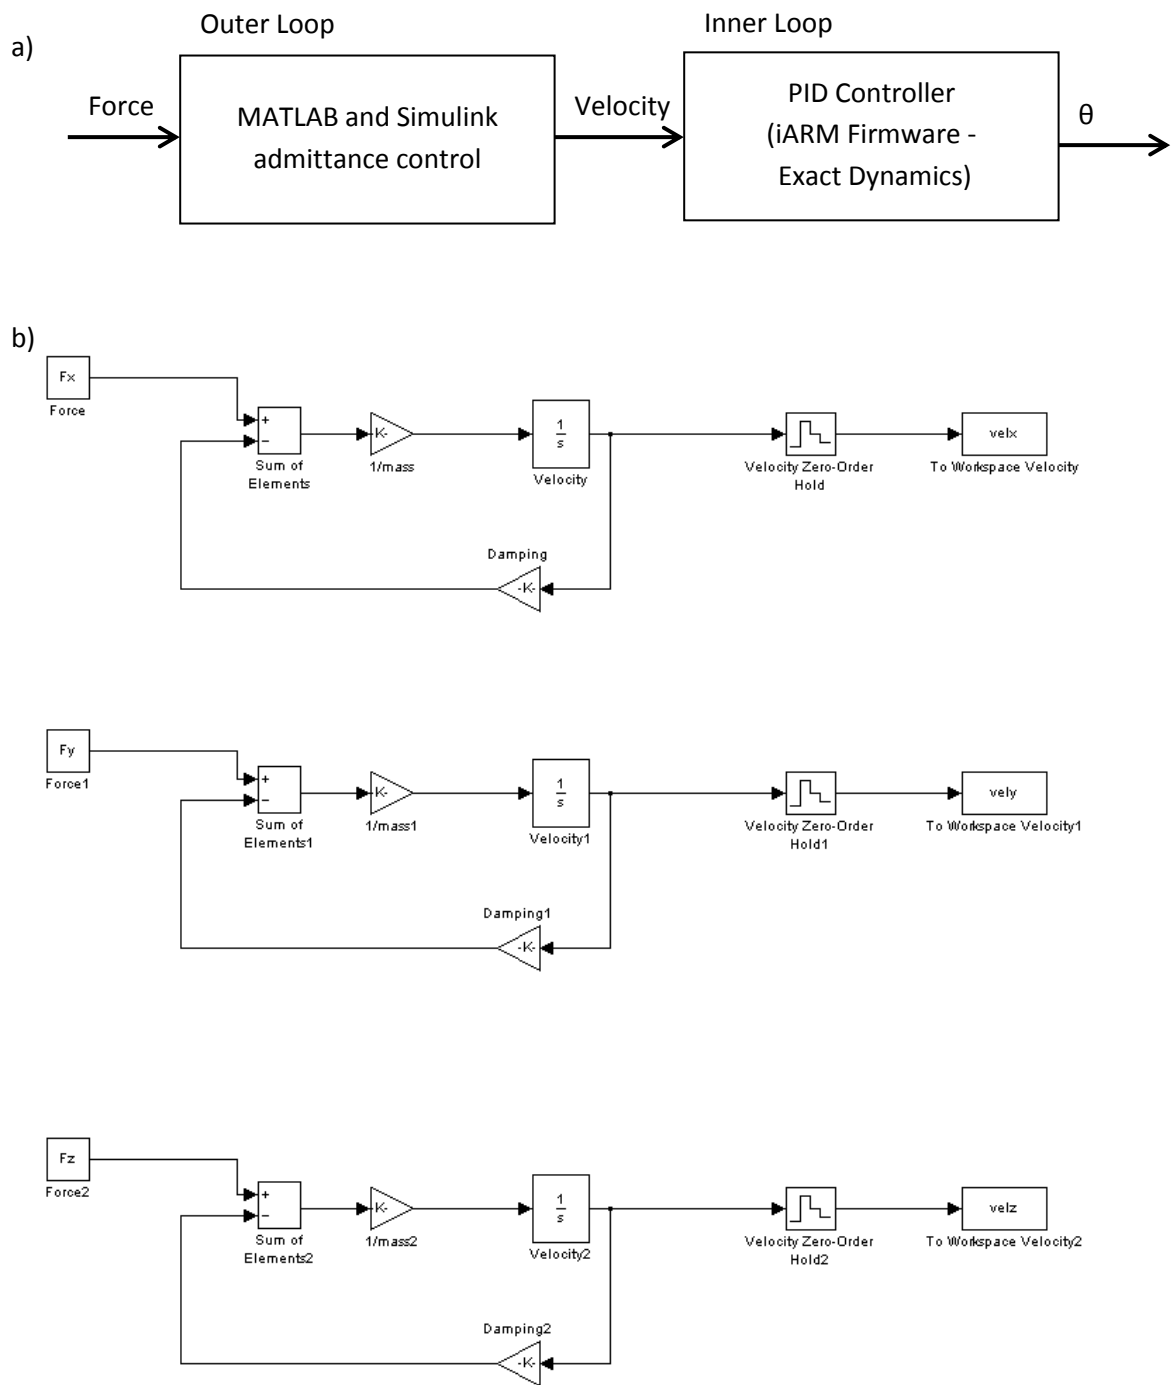 a)
Outer Loop
Inner Loop
Force
MATLAB and Simulink
admittance control
Velocity
PID Controller
(iARM Firmware -
Exact Dynamics)
θ
b)
Fx
Force
+
−
Sum of
Elements
K-
1/mass
1
s
Velocity
Velocity Zero-Order
Hold
velx
To Workspace Velocity
Damping
-K-
Fy
Force1
+
−
Sum of
Elements1
K-
1/mass1
1
s
Velocity1
Velocity Zero-Order
Hold1
vely
To Workspace Velocity1
Damping1
-K-
Fz
Force2
+
−
Sum of
Elements2
K-
1/mass2
1
s
Velocity2
Velocity Zero-Order
Hold2
velz
To Workspace Velocity2
Damping2
-K-